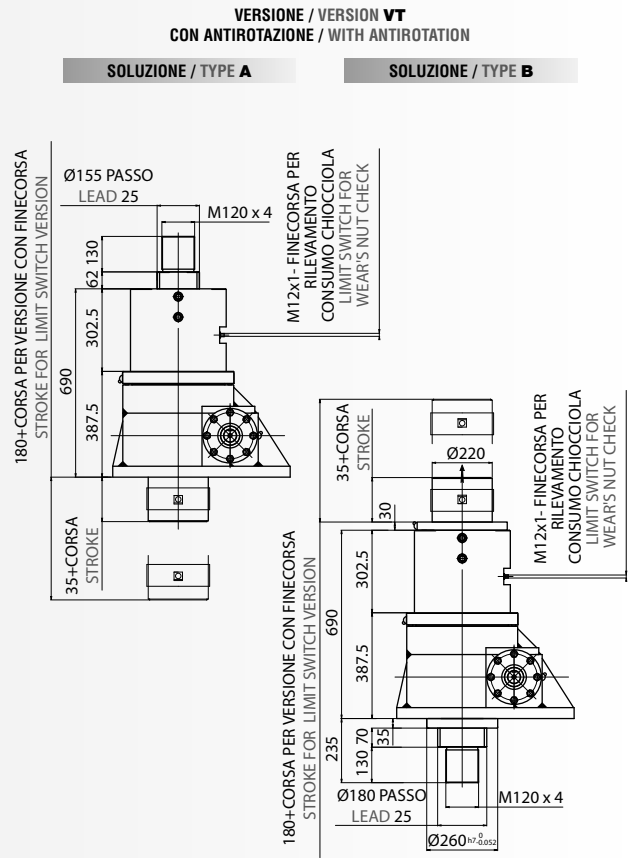 VERSIONE / VERSION VT
CON ANTIROTAZIONE / WITH ANTIROTATION
SOLUZIONE / TYPE A
SOLUZIONE / TYPE B
180+CORSA PER VERSIONE CON FINECORSA
STROKE FOR LIMIT SWITCH VERSION
Ø155 PASSO
LEAD 25
M120 x 4
130
62
302.5
690
387.5
35+CORSA
STROKE
M12x1- FINECORSA PER
RILEVAMENTO
CONSUMO CHIOCCIOLA
LIMIT SWITCH FOR
WEAR'S NUT CHECK
35+CORSA
STROKE
Ø220
30
M12x1- FINECORSA PER
RILEVAMENTO
CONSUMO CHIOCCIOLA
LIMIT SWITCH FOR
WEAR'S NUT CHECK
180+CORSA PER VERSIONE CON FINECORSA
STROKE FOR LIMIT SWITCH VERSION
302.5
690
387.5
235
70
35
130
Ø180 PASSO
LEAD 25
M120 x 4
Ø260 h7 0 -0.052